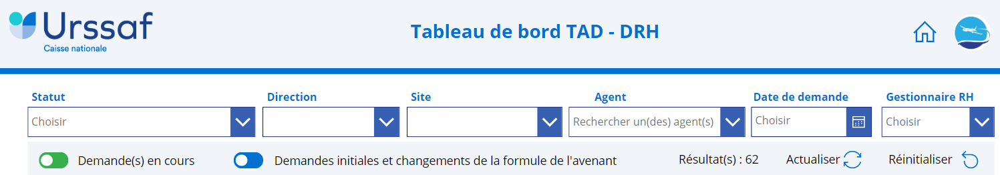 Urssaf
Caisse nationale
Tableau de bord TAD - DRH
Statut Direction Site Agent Date de demande Gestionnaire RH
Choisir Rechercher un(des) agent(s) Choisir Choisir
Demande(s) en cours Demandes initiales et changements de la formule de l'avenant Résultat(s) : 62 Actualiser Réinitialiser